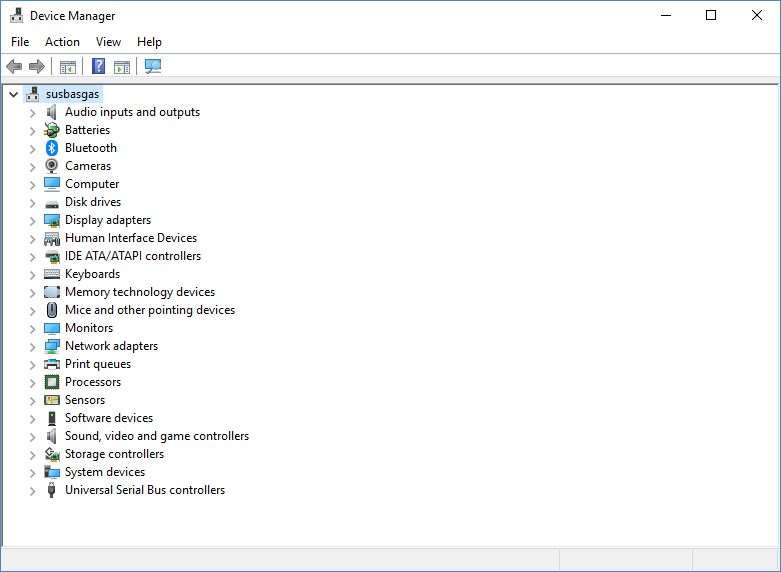 Device Manager
File Action View Help
susbasgas
Audio inputs and outputs
Batteries
Bluetooth
Cameras
Computer
Disk drives
Display adapters
Human Interface Devices
IDE ATA/ATAPI controllers
Keyboards
Memory technology devices
Mice and other pointing devices
Monitors
Network adapters
Print queues
Processors
Sensors
Software devices
Sound, video and game controllers
Storage controllers
System devices
Universal Serial Bus controllers